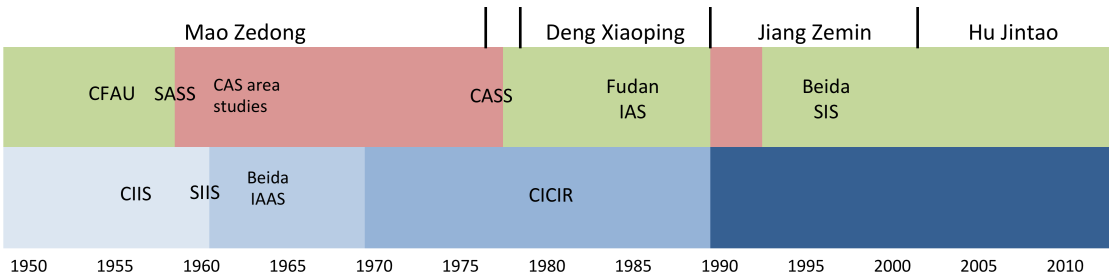 Mao Zedong Deng Xiaoping Jiang Zemin Hu Jintao
CFAU SASS CAS area studies CASS Fudan IAS Beida SIS
CIIS SIIS Beida IAAS CICIR
1950 1955 1960 1965 1970 1975 1980 1985 1990 1995 2000 2005 2010